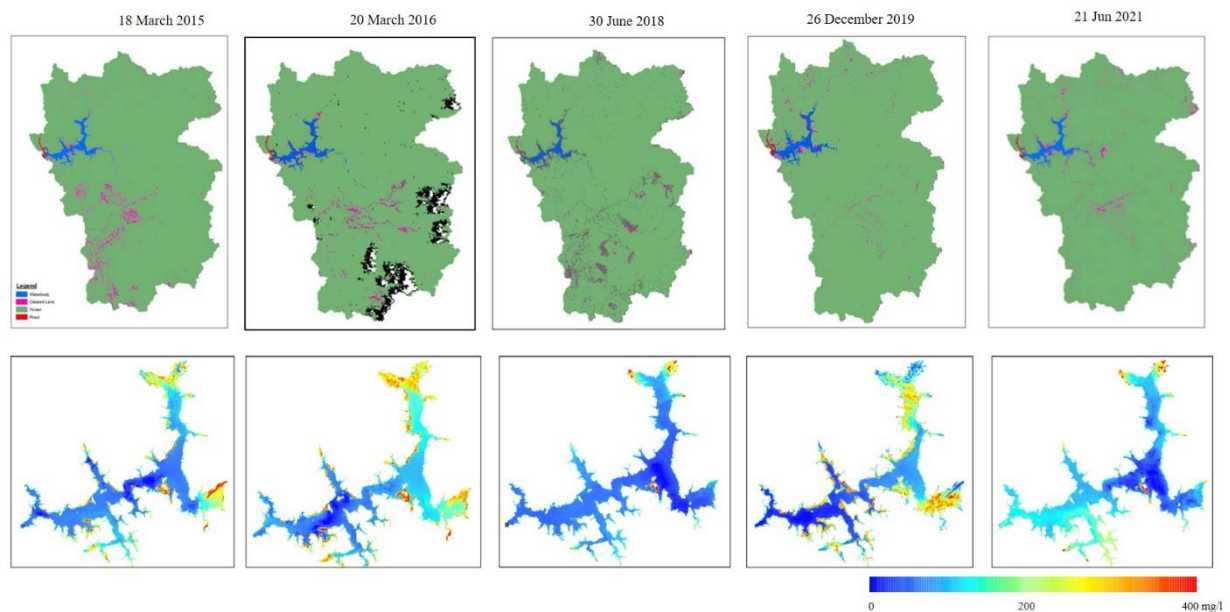 18 March 2015
20 March 2016
30 June 2018
26 December 2019
21 Jun 2021
Legend
Waterbody
Cleared Land
Forest
Road
0
200
400 mg/l